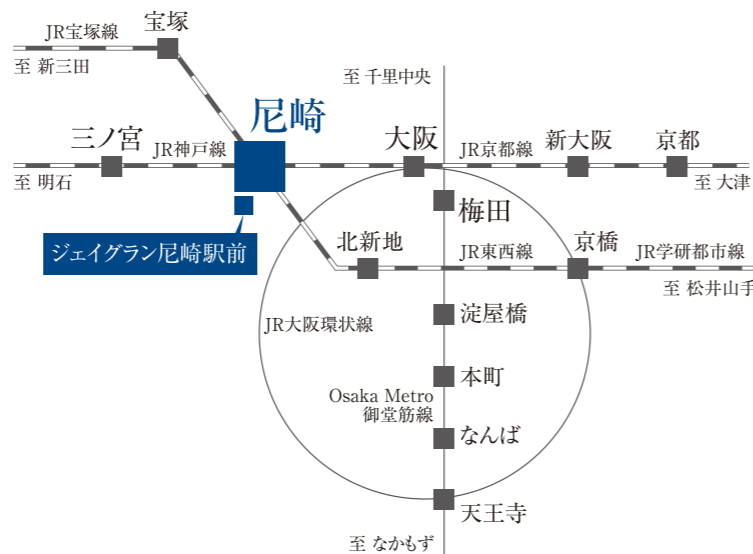 宝塚
JR宝塚線
至 新三田
至 千里中央
尼崎
三ノ宮
JR神戸線
大阪
JR京都線
新大阪
京都
至 明石
至 大津
梅田
ジェイグラン尼崎駅前
北新地
JR東西線
京橋
JR学研都市線
至 松井山手
淀屋橋
JR大阪環状線
本町
Osaka Metro
御堂筋線
なんば
天王寺
至 なかもず